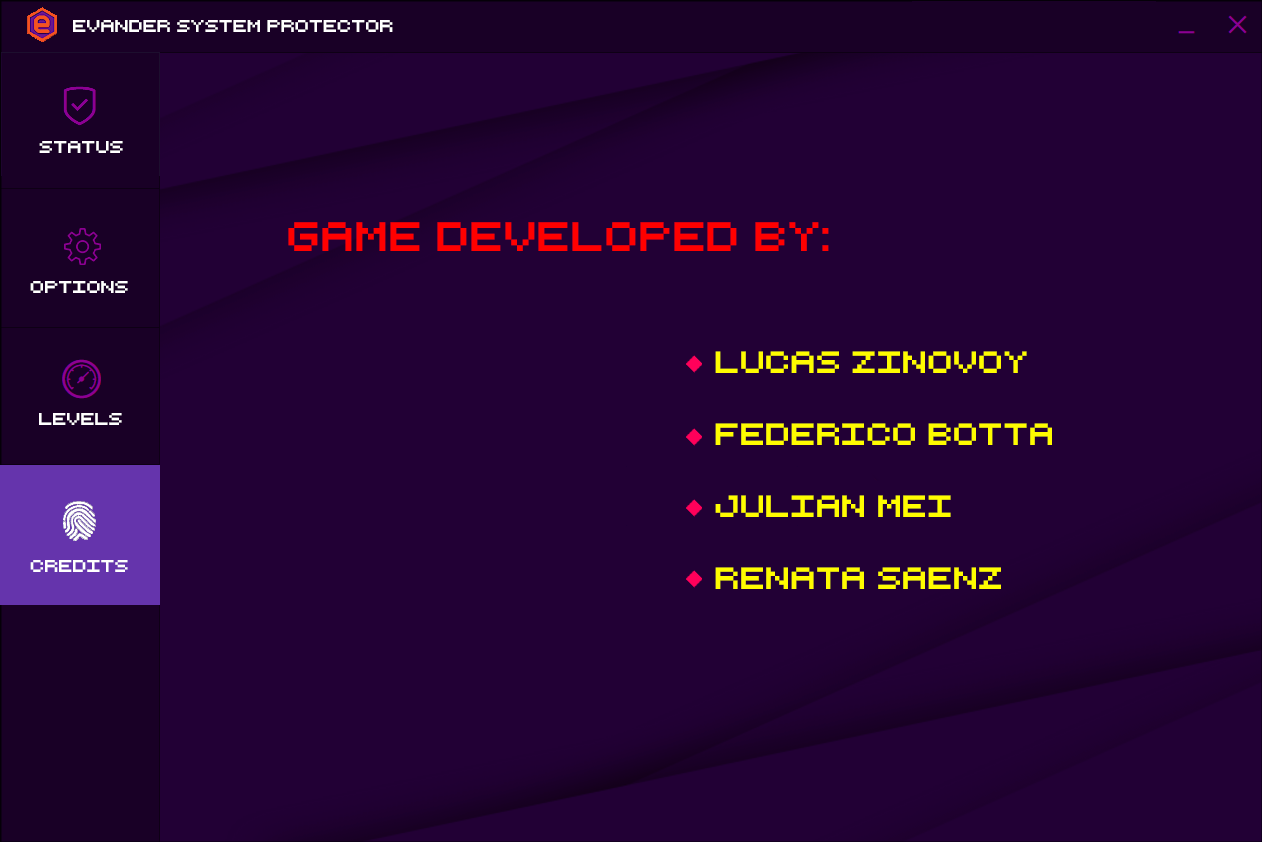 EVANDER SYSTEM PROTECTOR
STATUS
OPTIONS
LEVELS
CREDITS
GAME DEVELOPED BY:
LUCAS ZINOVOY
FEDERICO BOTTA
JULIAN MEI
RENATA SAENZ